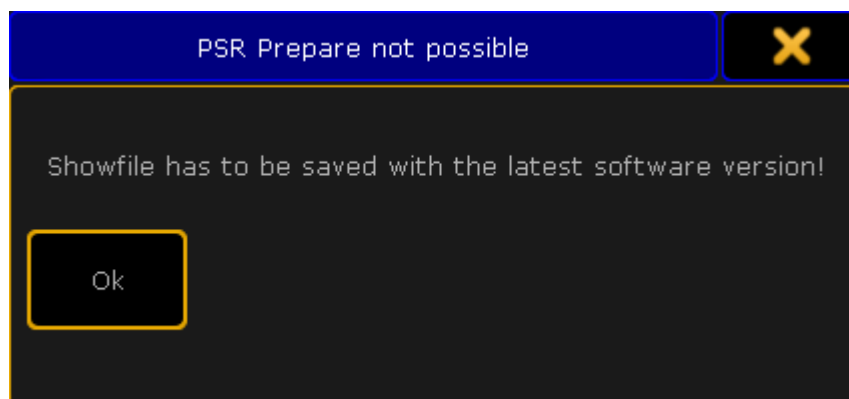 PSR Prepare not possible
Showfile has to be saved with the latest software version!
Ok